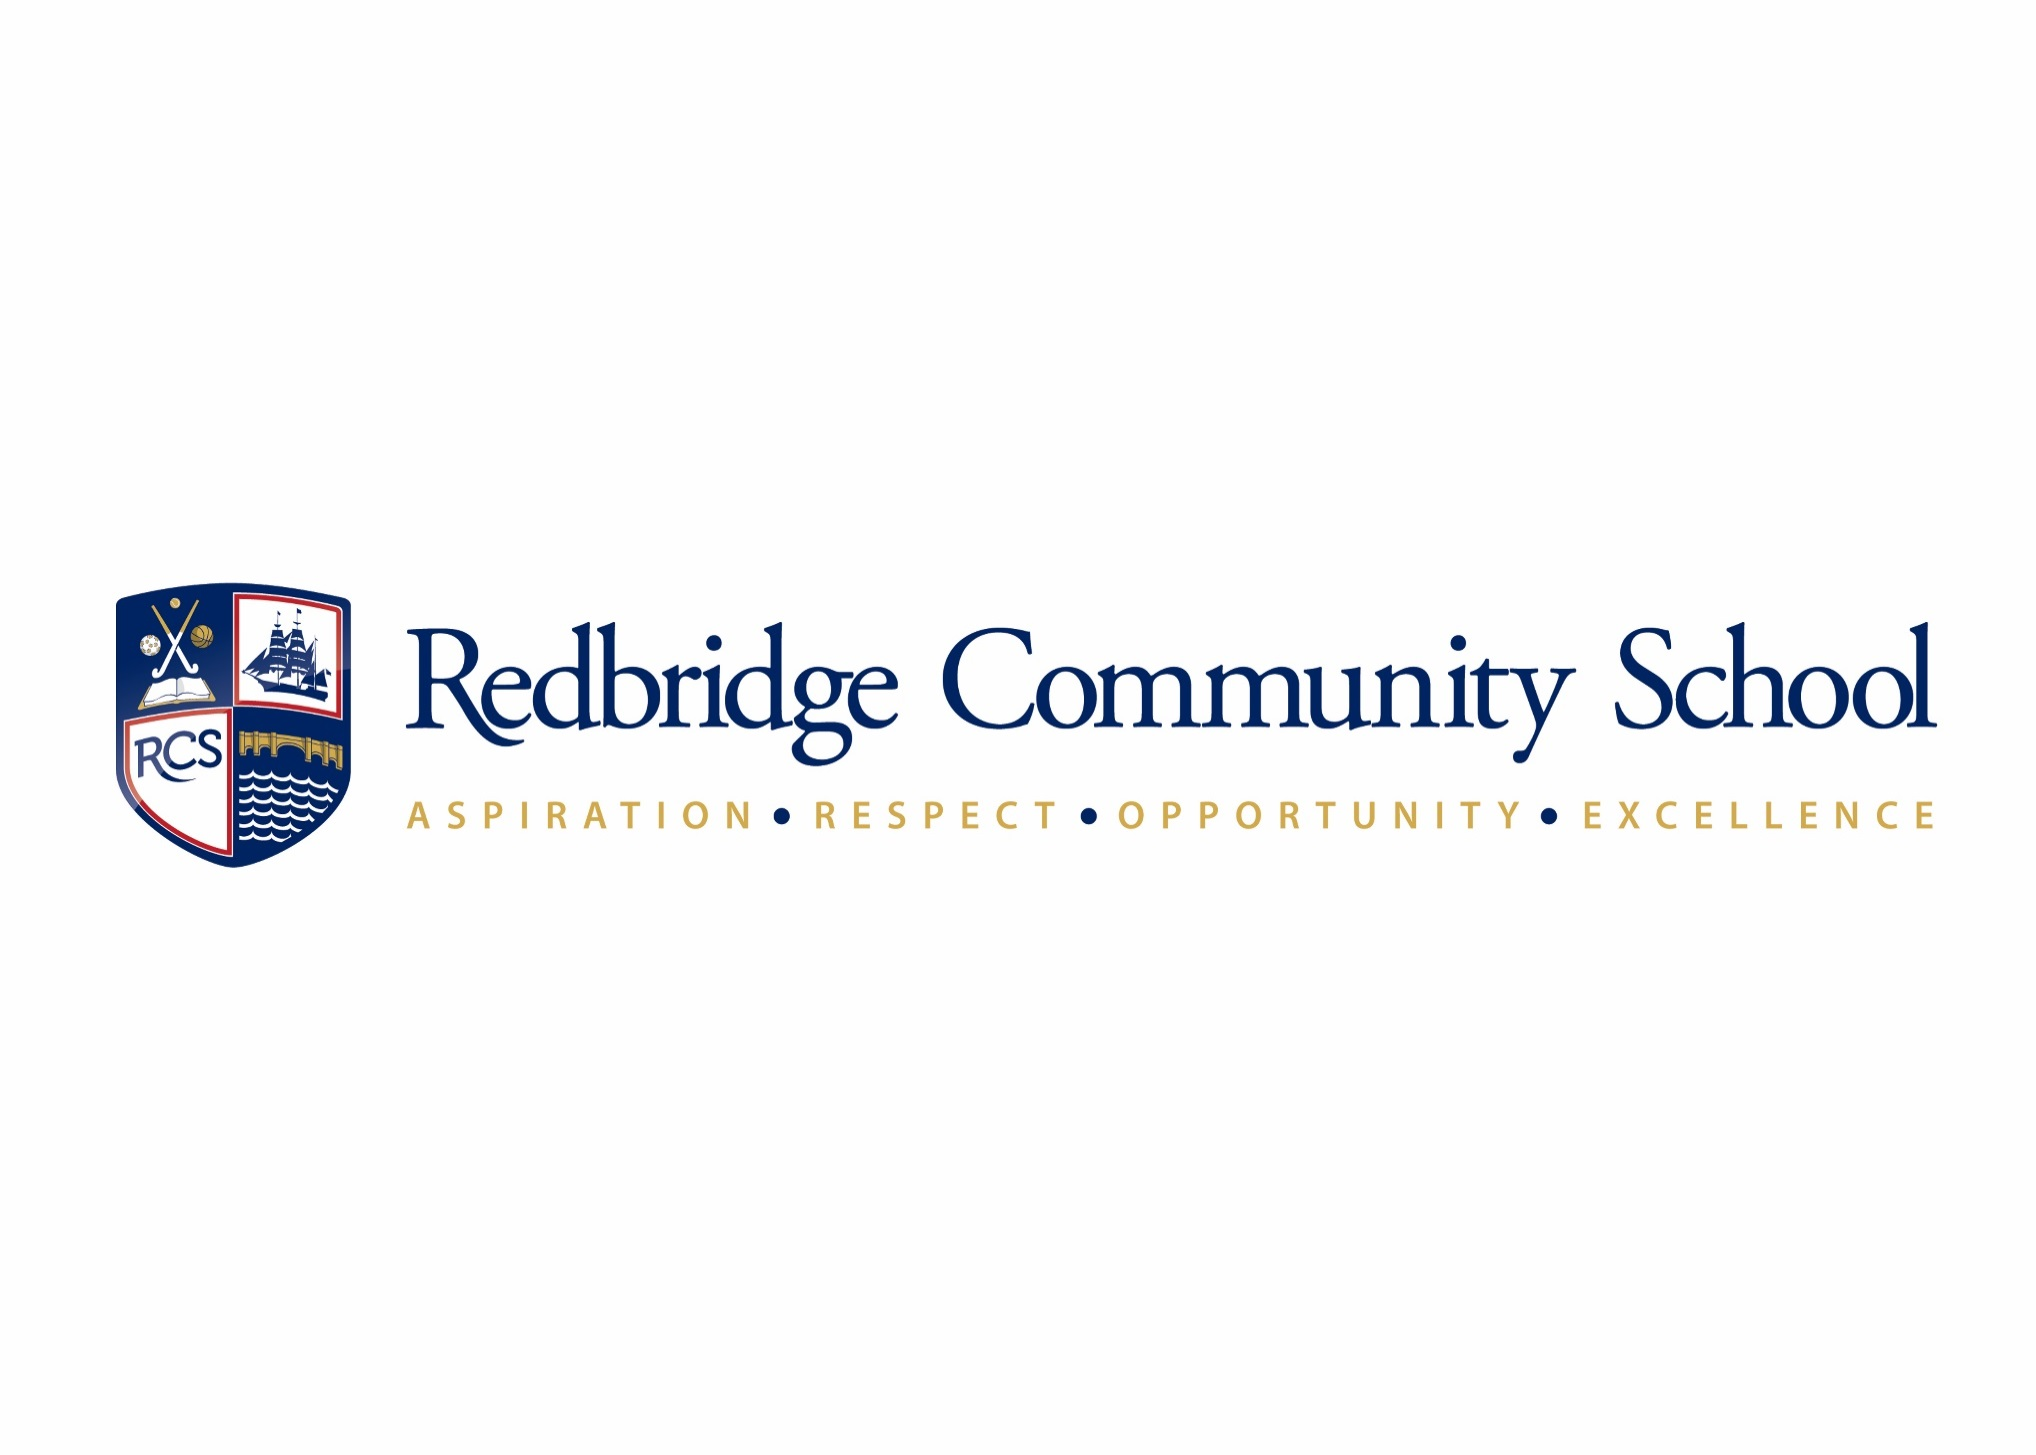 RCS
Redbridge Community School
ASPIRATION • RESPECT • OPPORTUNITY • EXCELLENCE